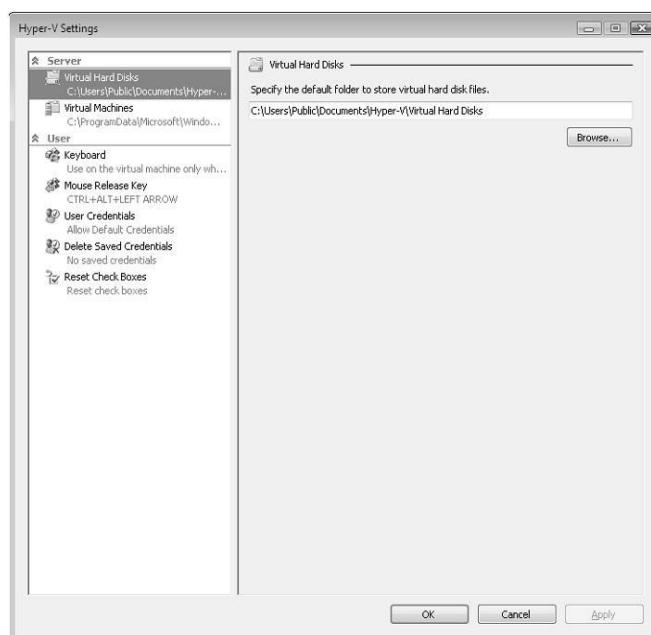 Hyper-V Settings
Server
Virtual Hard Disks
C:\Users\Public\Documents\Hyper-...
Virtual Machines
C:\ProgramData\Microsoft\Windo...
User
Keyboard
Use on the virtual machine only wh...
Mouse Release Key
CTRL+ALT+LEFT ARROW
User Credentials
Allow Default Credentials
Delete Saved Credentials
No saved credentials
Reset Check Boxes
Reset check boxes
Virtual Hard Disks
Specify the default folder to store virtual hard disk files.
C:\Users\Public\Documents\Hyper-V\Virtual Hard Disks
Browse...
OK
Cancel
Apply